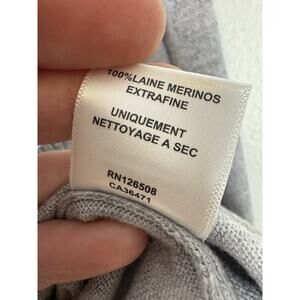 100%LAINE MERINOS
EXTRAFINE
UNIQUEMENT
NETTOYAGE A SEC
RN126508
CA36471